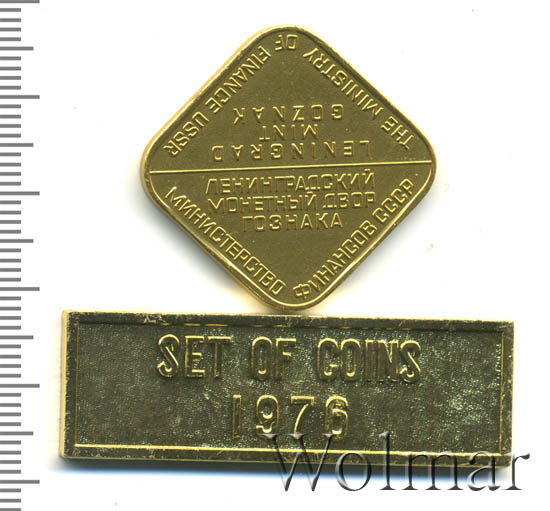 THE MINISTRY OF FINANCE USSR
LENINGRAD
MINT
GOZNAK
ЛЕНИНГРАДСКИЙ
МОНЕТНЫЙ ДВОР
ГОЗНАКА
МИНИСТЕРСТВО ФИНАНСОВ СССР
SET OF COINS
1976
Wolmar